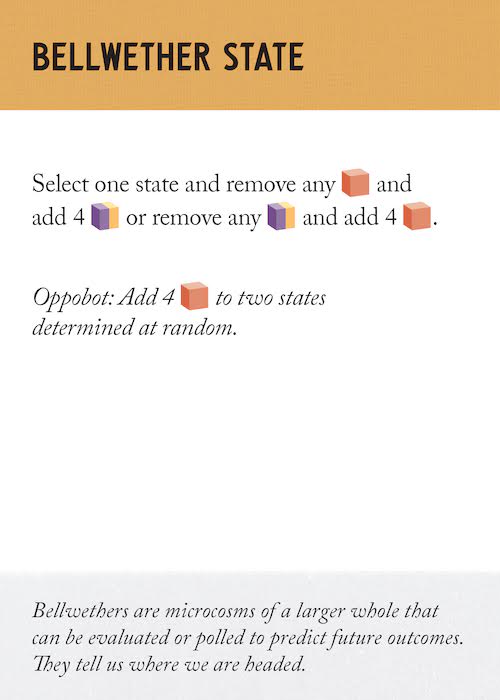 BELLWETHER STATE
Select one state and remove any and
add 4 or remove any and add 4 .
Oppobot: Add 4 to two states
determined at random.
Bellwethers are microcosms of a larger whole that
can be evaluated or polled to predict future outcomes.
They tell us where we are headed.